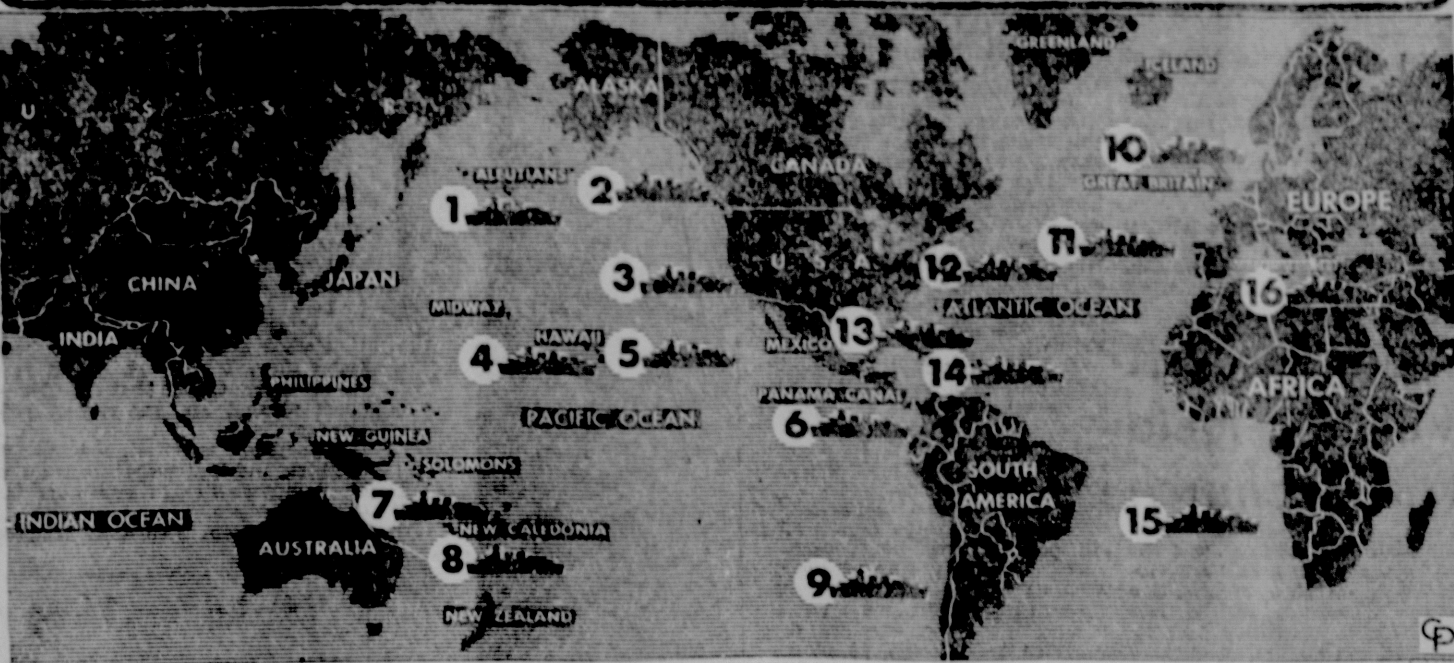 GREENLAND
ICELAND
ALASKA
U S S R
10
CANADA
ALEUTIANS
2
GREAT BRITAIN
1
EUROPE
11
U S A
12
3
CHINA
JAPAN
16
MIDWAY
ATLANTIC OCEAN
13
INDIA
HAWAII
MEXICO
4
5
14
PHILIPPINES
AFRICA
PANAMA CANAL
PACIFIC OCEAN
6
NEW GUINEA
SOLOMONS
SOUTH
AMERICA
7
INDIAN OCEAN
15
NEW CALEDONIA
AUSTRALIA
8
9
NEW ZEALAND
CP